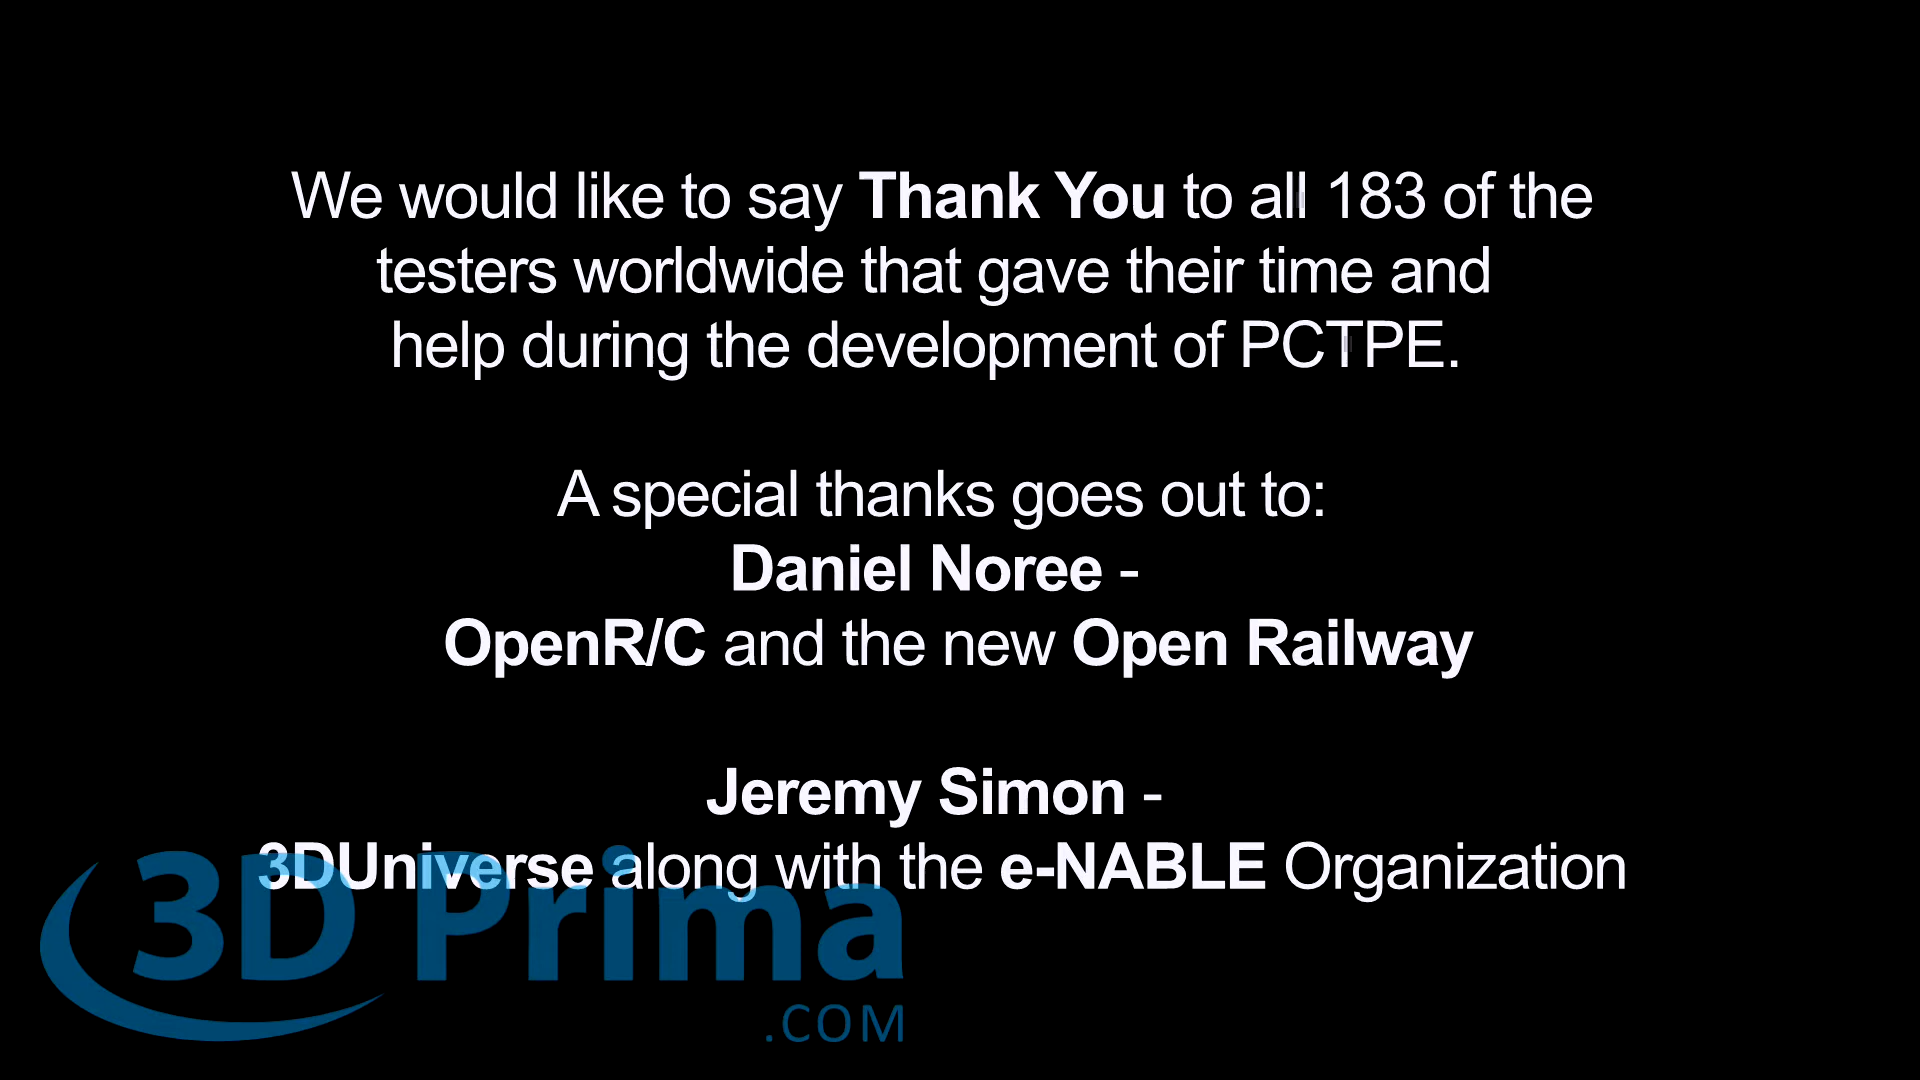 We would like to say Thank You to all 183 of the
testers worldwide that gave their time and
help during the development of PCTPE.
A special thanks goes out to:
Daniel Noree -
OpenR/C and the new Open Railway
Jeremy Simon -
3DUniverse along with the e-NABLE Organization
3D Prima
.COM